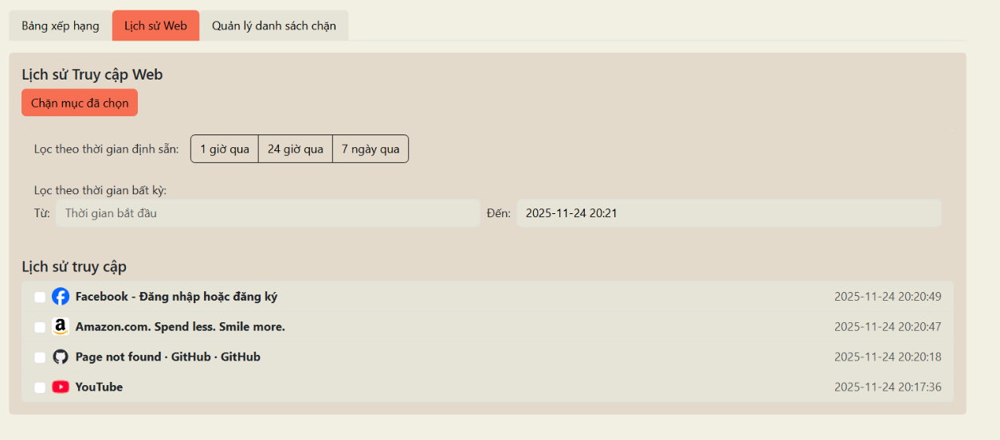 Bảng xếp hạng Lịch sử Web Quản lý danh sách chặn
Lịch sử Truy cập Web
Chặn mục đã chọn
Lọc theo thời gian định sẵn: 1 giờ qua 24 giờ qua 7 ngày qua
Lọc theo thời gian bất kỳ:
Từ: Thời gian bắt đầu Đến: 2025-11-24 20:21
Lịch sử truy cập
Facebook - Đăng nhập hoặc đăng ký 2025-11-24 20:20:49
Amazon.com. Spend less. Smile more. 2025-11-24 20:20:47
Page not found · GitHub · GitHub 2025-11-24 20:20:18
YouTube 2025-11-24 20:17:36